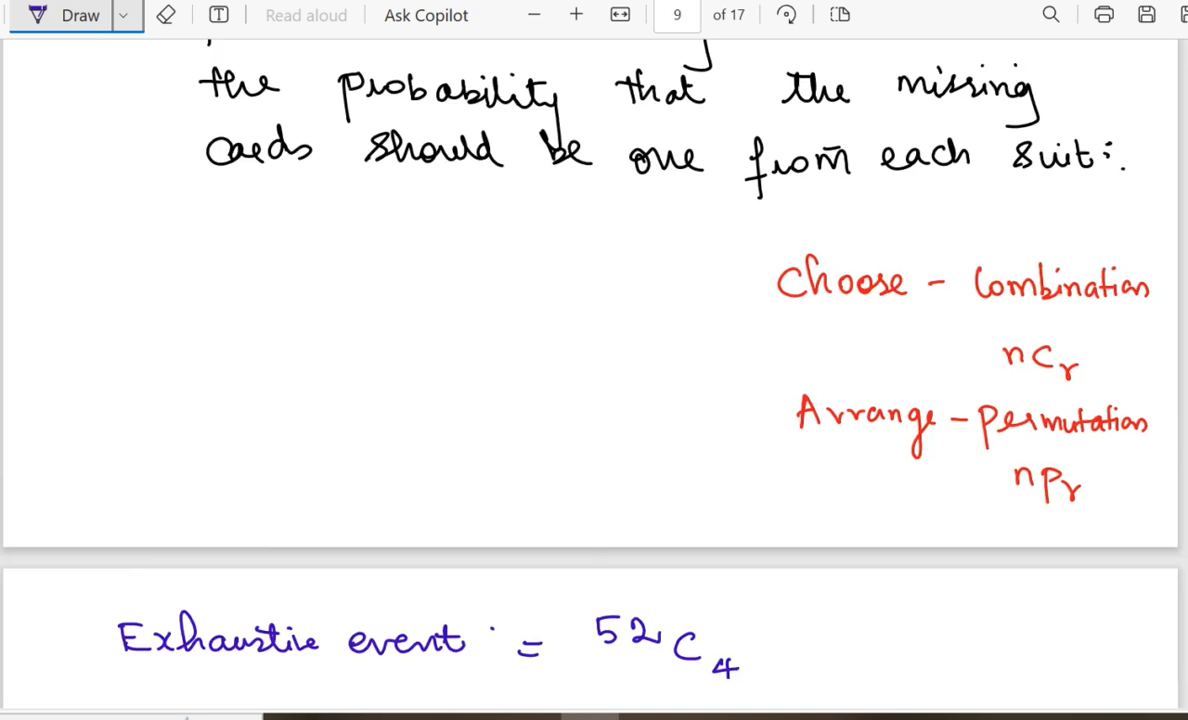 Draw
Read aloud
Ask Copilot
9
of 17
the probability that the missing
cards should be one from each suit:
Choose - Combination
nCr
Arrange - Permutation
nPr
Exhaustive event = 52C4